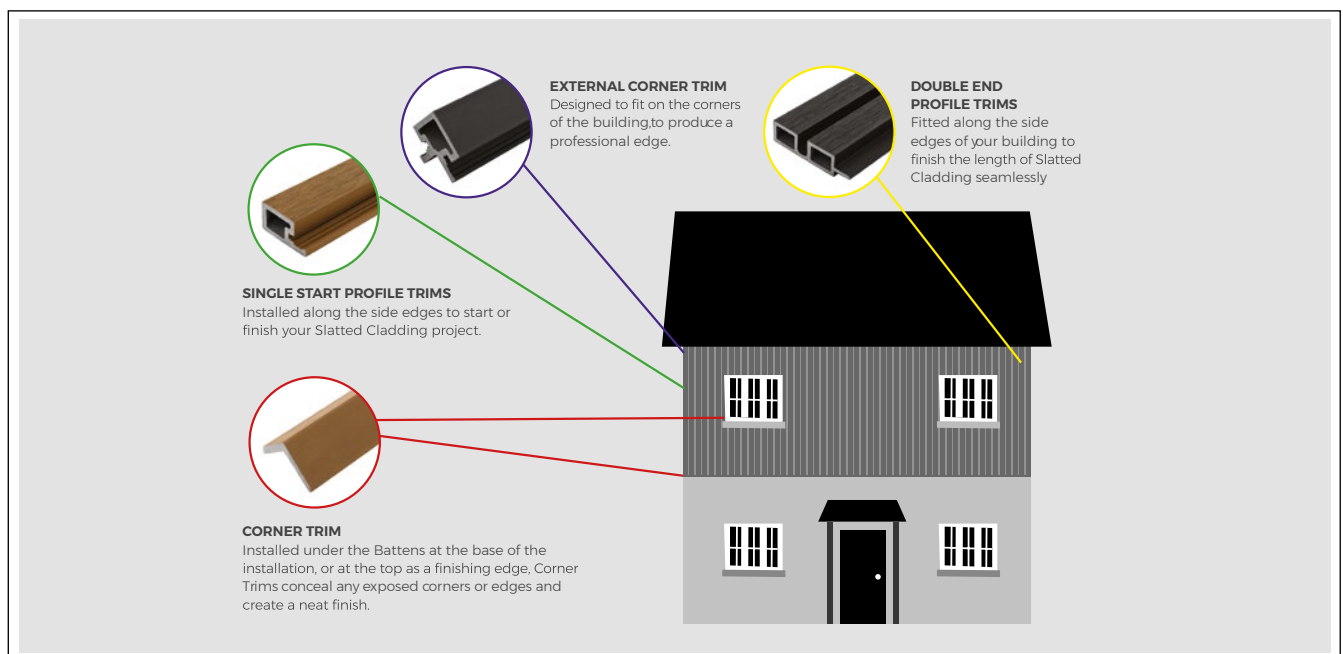 EXTERNAL CORNER TRIM
Designed to fit on the corners
of the building,to produce a
professional edge.
DOUBLE END
PROFILE TRIMS
Fitted along the side
edges of your building to
finish the length of Slatted
Cladding seamlessly
SINGLE START PROFILE TRIMS
Installed along the side edges to start or
finish your Slatted Cladding project.
CORNER TRIM
Installed under the Battens at the base of the
installation, or at the top as a finishing edge, Corner
Trims conceal any exposed corners or edges and
create a neat finish.